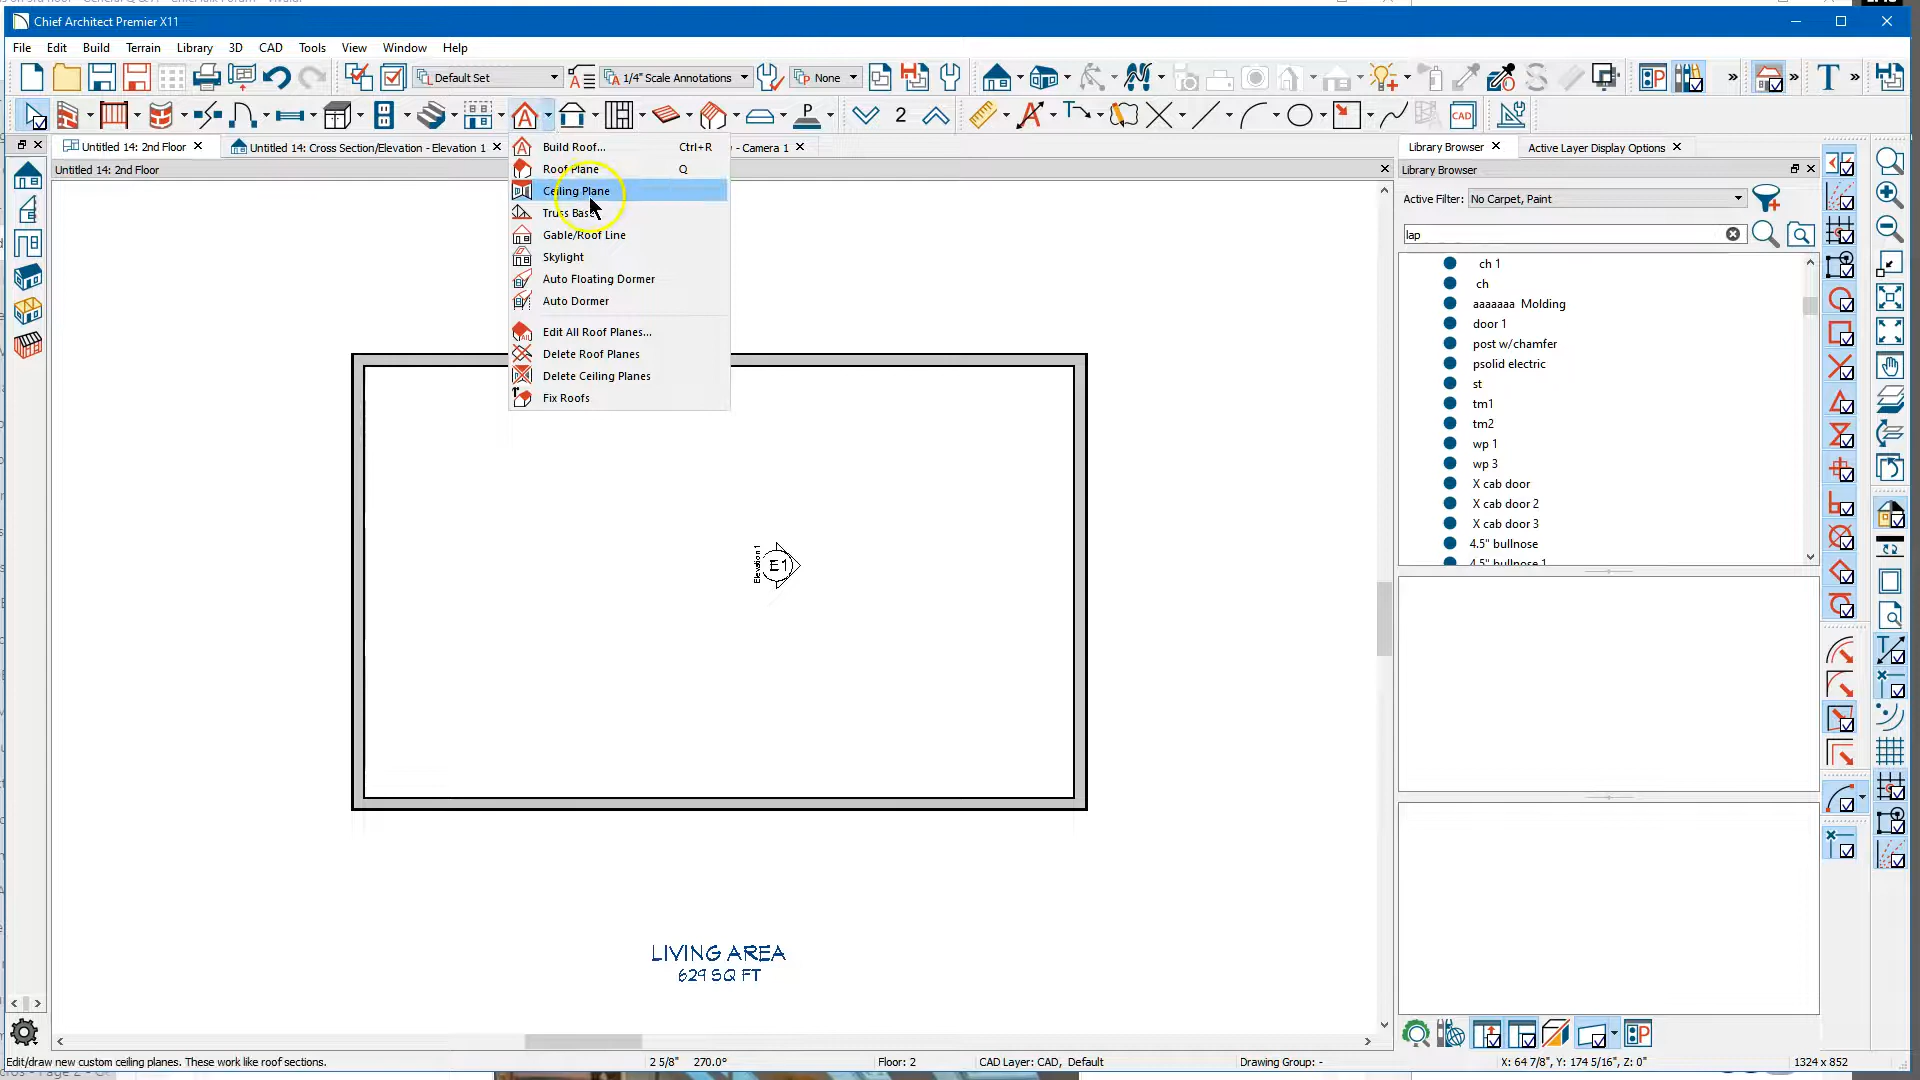 Chief Architect Premier X11
File Edit Build Terrain Library 3D CAD Tools View Window Help
Default Set 1/4" Scale Annotations None
2
CAD
Untitled 14: 2nd Floor Untitled 14: Cross Section/Elevation - Elevation 1 - Camera 1
Untitled 14: 2nd Floor
Build Roof... Ctrl+R
Roof Plane Q
Ceiling Plane
Truss Base
Gable/Roof Line
Skylight
Auto Floating Dormer
Auto Dormer
Edit All Roof Planes...
Delete Roof Planes
Delete Ceiling Planes
Fix Roofs
Elevation 1
E1
LIVING AREA
629 SQ FT
Library Browser Active Layer Display Options
Library Browser
Active Filter: No Carpet, Paint
lap
ch 1
ch
aaaaaaa Molding
door 1
post w/chamfer
psolid electric
st
tm1
tm2
wp 1
wp 3
X cab door
X cab door 2
X cab door 3
4.5" bullnose
4.5" bullnose 1
Edit/draw new custom ceiling planes. These work like roof sections. 2 5/8" 270.0° Floor: 2 CAD Layer: CAD, Default Drawing Group: - X: 64 7/8", Y: 174 5/16", Z: 0" 1324 x 852